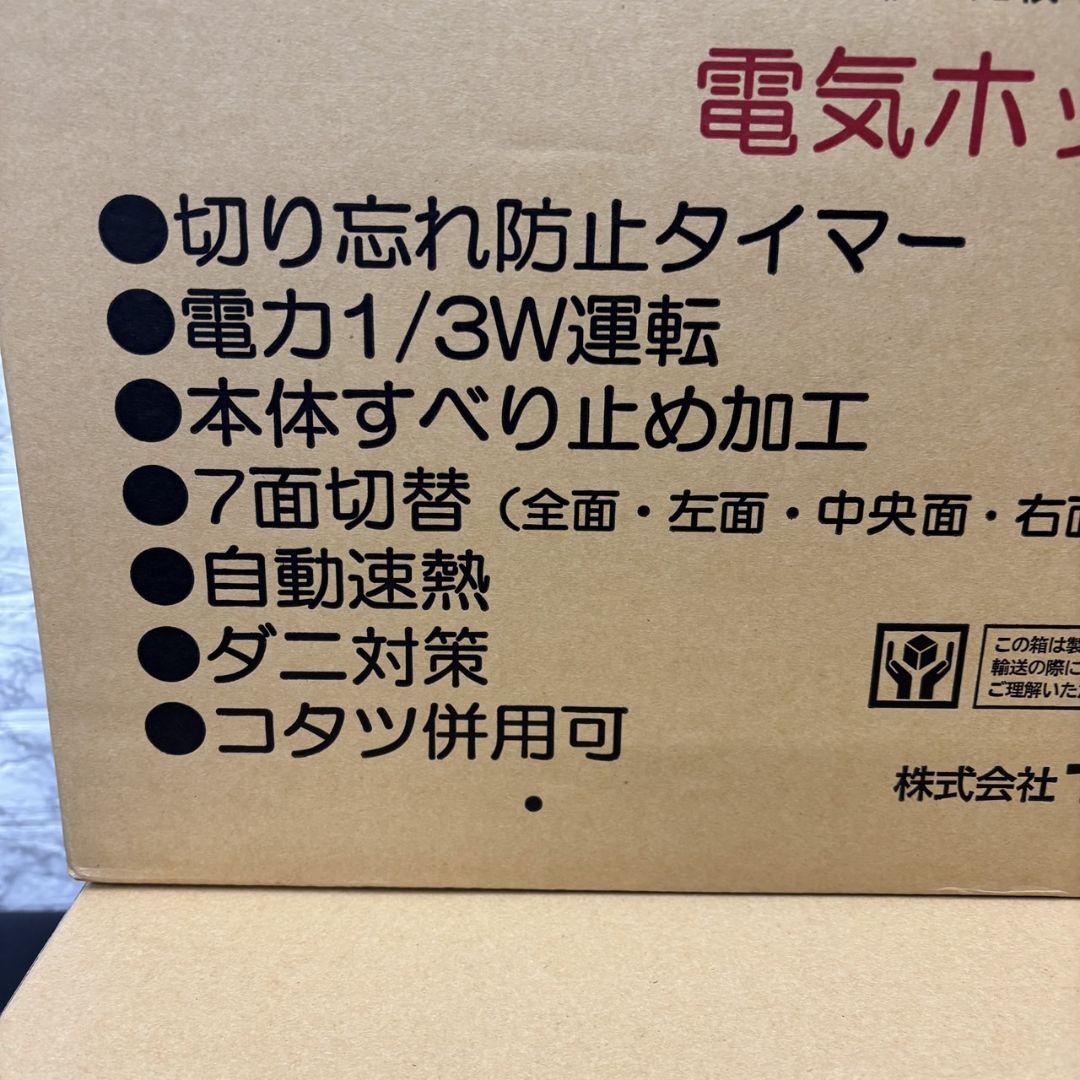 電気ホッ
●切り忘れ防止タイマー
●電力1/3W運転
●本体すべり止め加工
●7面切替（全面・左面・中央面・右面
●自動速熱
●ダニ対策
●コタツ併用可
この箱は製
輸送の際に
ご理解いただ
株式会社